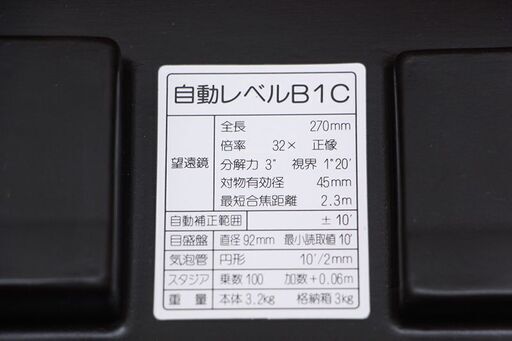 自動レベルB1C
望遠鏡
全長 270mm
倍率 32× 正像
分解力 3" 視界 1°20'
対物有効径 45mm
最短合焦距離 2.3m
自動補正範囲 ±10'
目盛盤 直径92mm 最小読取値10'
気泡管 円形 10'/2mm
スタジア 乗数100 加数+0.06m
重量 本体3.2kg 格納箱3kg